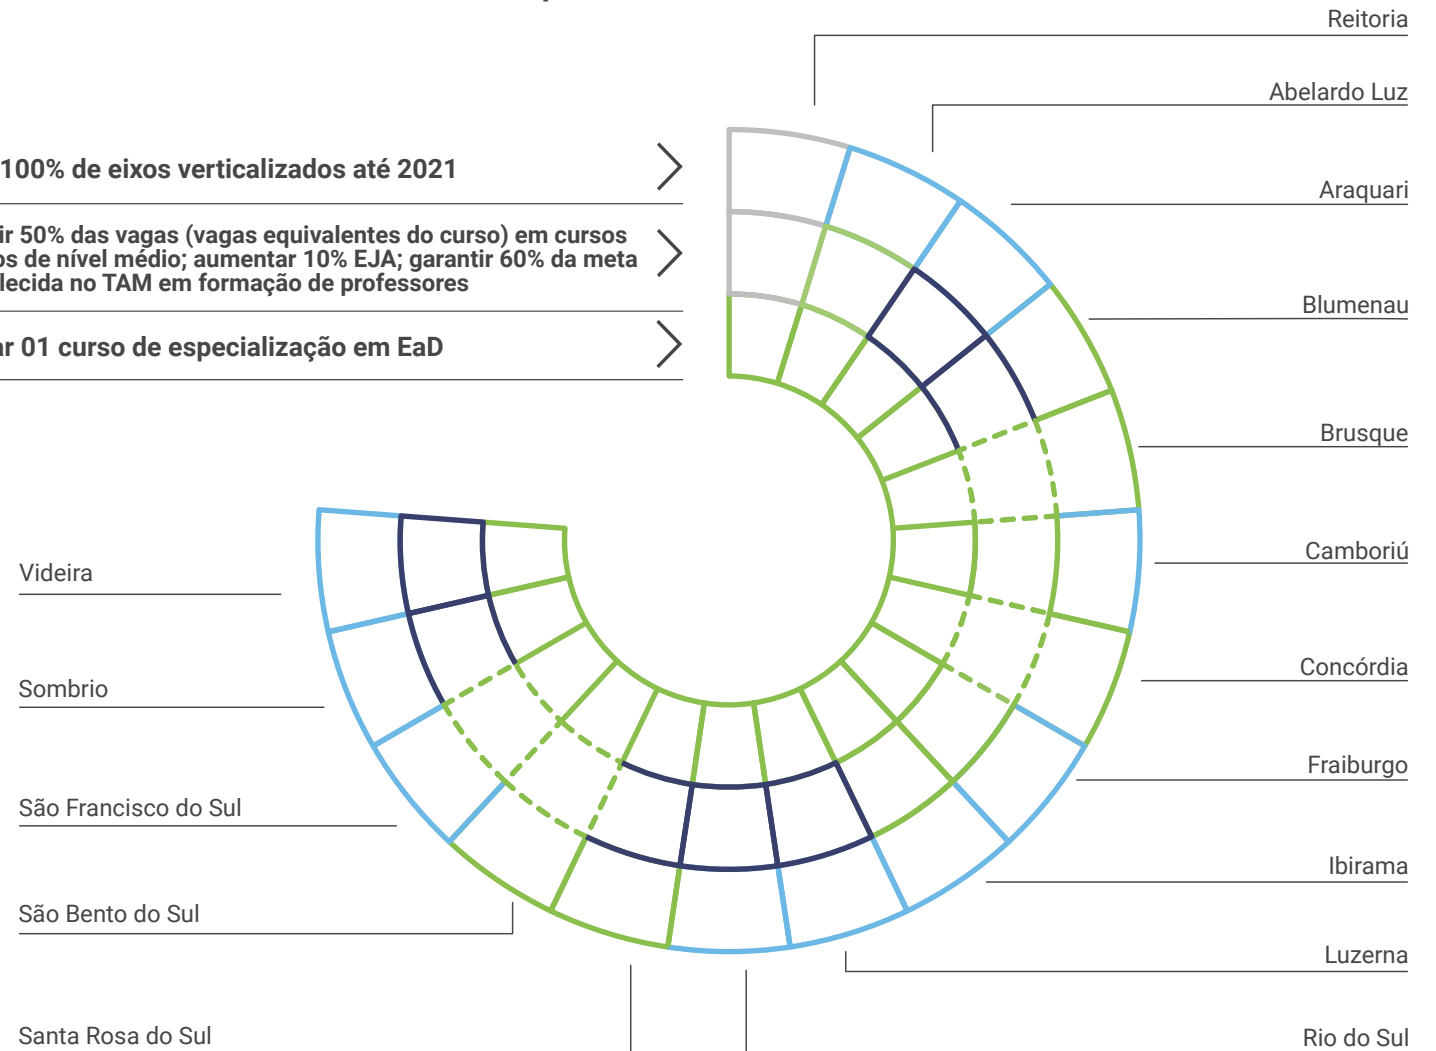 Reitoria
Abelardo Luz
100% de eixos verticalizados até 2021
Araquari
ir 50% das vagas (vagas equivalentes do curso) em cursos
os de nível médio; aumentar 10% EJA; garantir 60% da meta
lecida no TAM em formação de professores
Blumenau
ar 01 curso de especialização em EaD
Brusque
Camboriú
Videira
Concórdia
Sombrio
Fraiburgo
São Francisco do Sul
Ibirama
São Bento do Sul
Luzerna
Santa Rosa do Sul
Rio do Sul